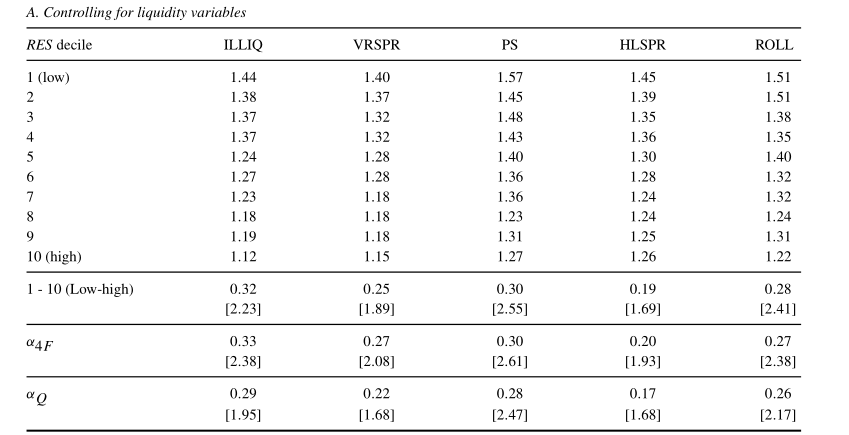 A. Controlling for liquidity variables
RES decile ILLIQ VRSPR PS HLSPR ROLL
1 (low) 1.44 1.40 1.57 1.45 1.51
2 1.38 1.37 1.45 1.39 1.51
3 1.37 1.32 1.48 1.35 1.38
4 1.37 1.32 1.43 1.36 1.35
5 1.24 1.28 1.40 1.30 1.40
6 1.27 1.28 1.36 1.28 1.32
7 1.23 1.18 1.36 1.24 1.32
8 1.18 1.18 1.23 1.24 1.24
9 1.19 1.18 1.31 1.25 1.31
10 (high) 1.12 1.15 1.27 1.26 1.22
1 - 10 (Low-high) 0.32 0.25 0.30 0.19 0.28
[2.23] [1.89] [2.55] [1.69] [2.41]
α4F 0.33 0.27 0.30 0.20 0.27
[2.38] [2.08] [2.61] [1.93] [2.38]
αQ 0.29 0.22 0.28 0.17 0.26
[1.95] [1.68] [2.47] [1.68] [2.17]